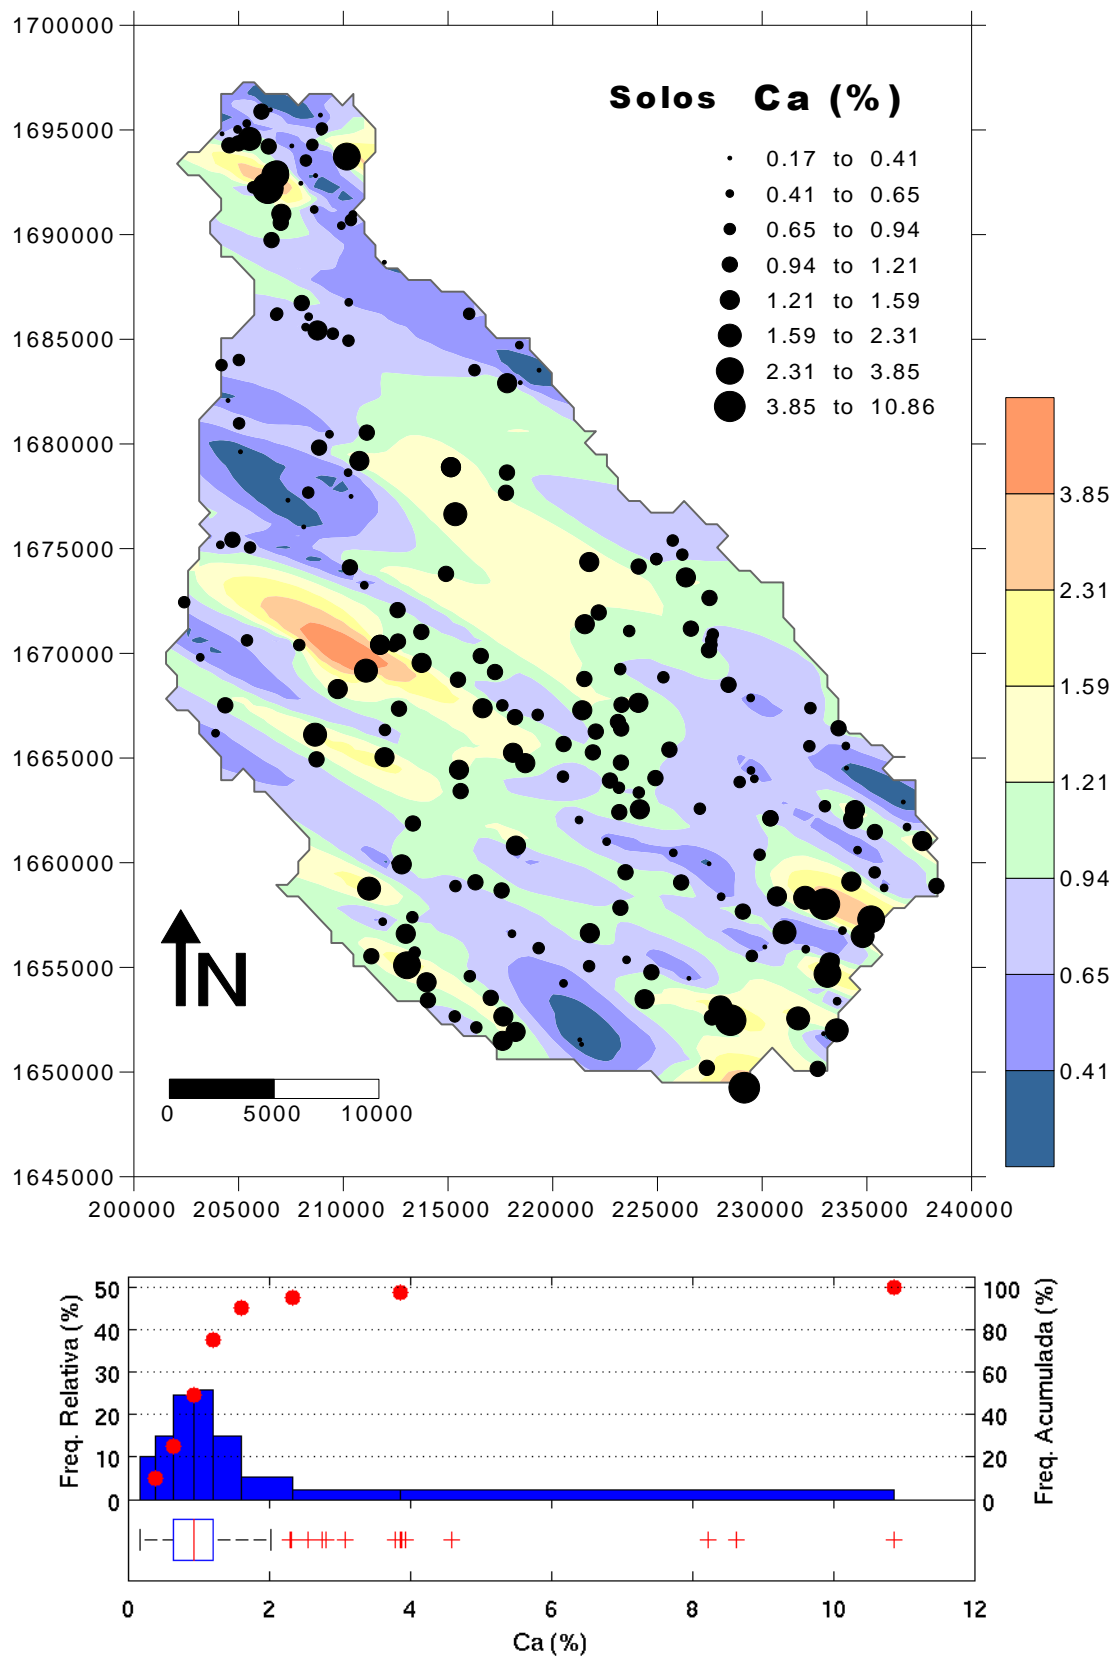 1700000
1695000
1690000
1685000
1680000
1675000
1670000
1665000
1660000
1655000
1650000
1645000
Solos Ca (%)
0.17 to 0.41
0.41 to 0.65
0.65 to 0.94
0.94 to 1.21
1.21 to 1.59
1.59 to 2.31
2.31 to 3.85
3.85 to 10.86
3.85
2.31
1.59
1.21
0.94
0.65
0.41
N
0 5000 10000
200000 205000 210000 215000 220000 225000 230000 235000 240000
Freq. Relativa (%)
50
40
30
20
10
0
100
80
60
40
20
0
Freq. Acumulada (%)
0 2 4 6 8 10 12
Ca (%)